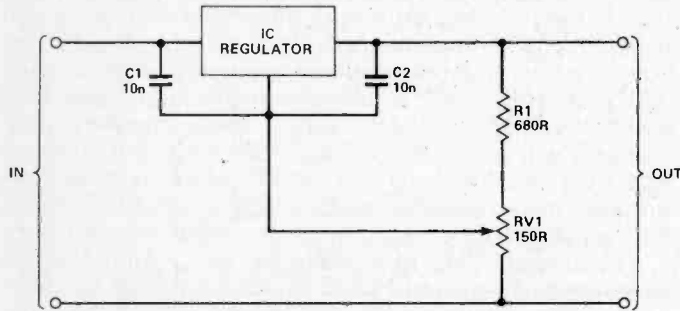 IC
REGULATOR
C1
10n
C2
10n
R1
680R
IN
OUT
RV1
150R